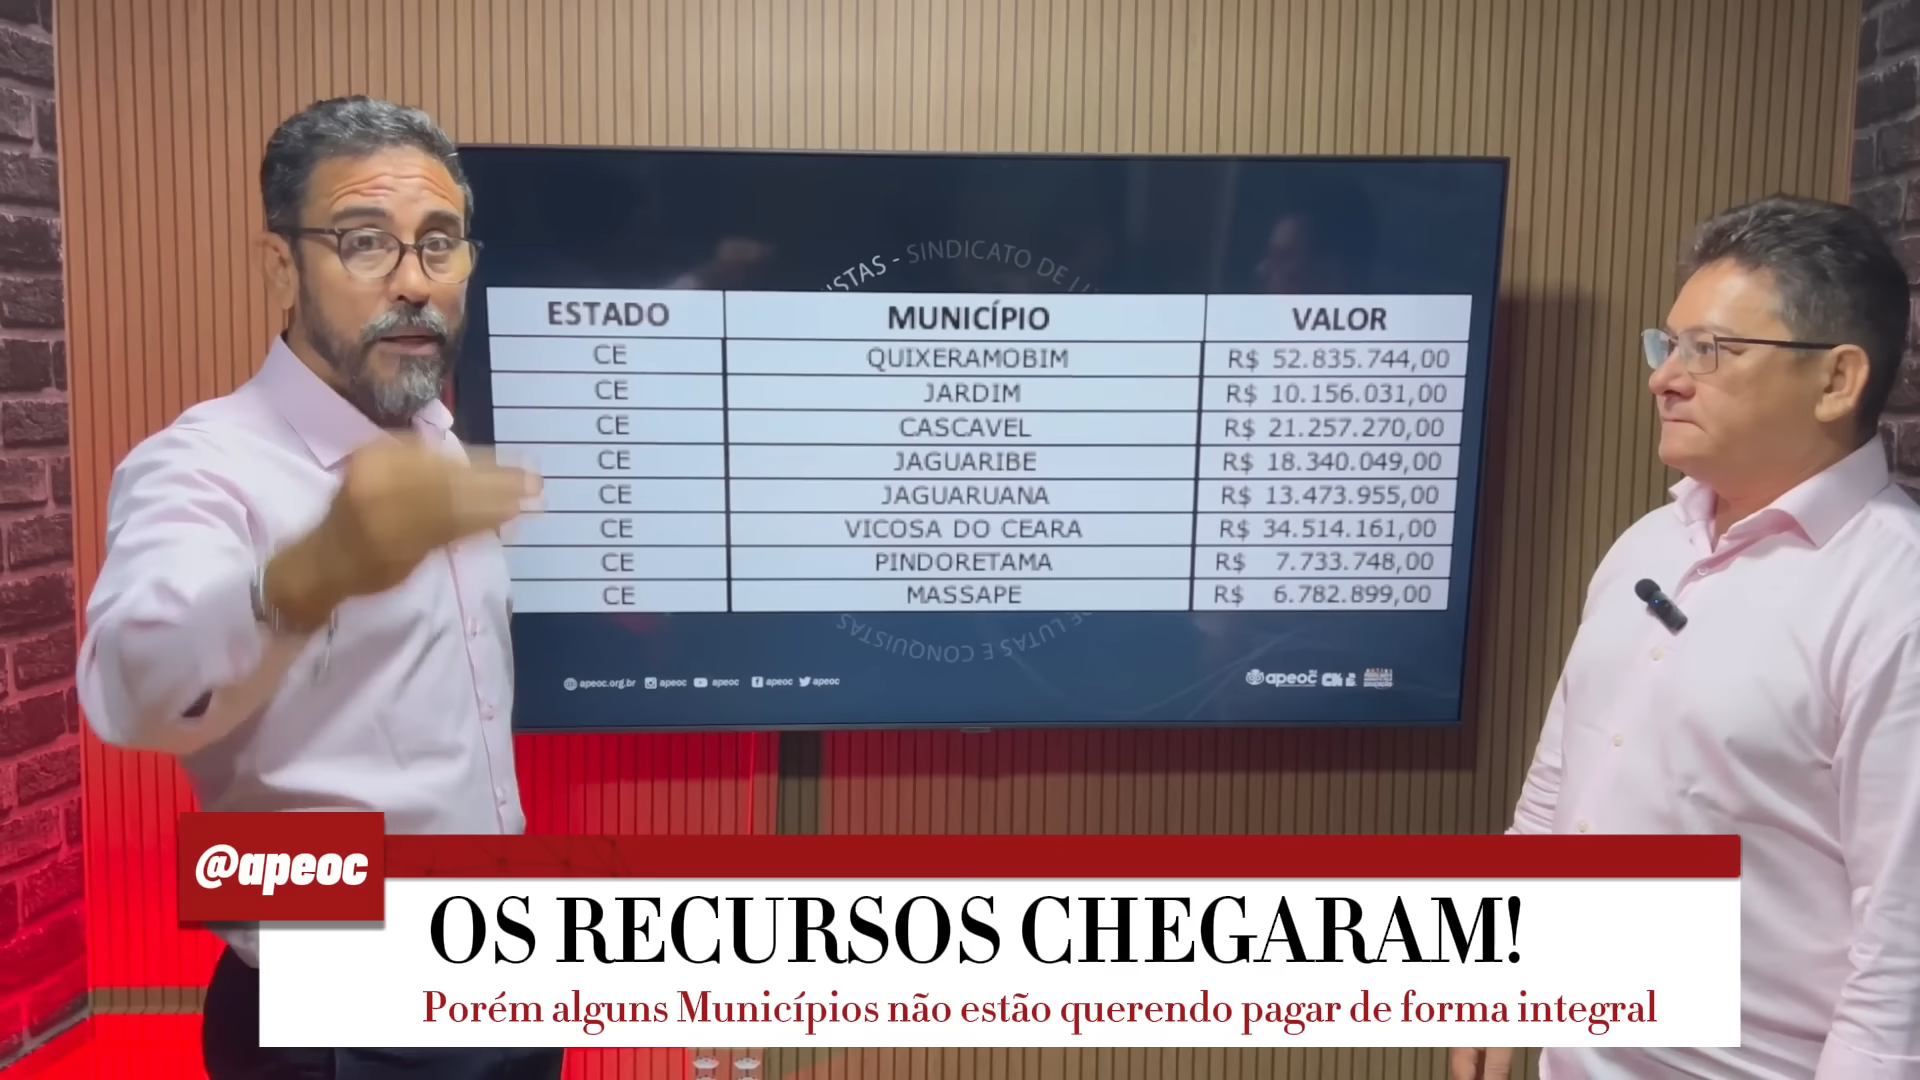 STAS - SINDICATO DE
ESTADO MUNICÍPIO VALOR
CE QUIXERAMOBIM R$ 52.835.744,00
CE JARDIM R$ 10.156.031,00
CE CASCAVEL R$ 21.257.270,00
CE JAGUARIBE R$ 18.340.049,00
CE JAGUARUANA R$ 13.473.955,00
CE VICOSA DO CEARA R$ 34.514.161,00
CE PINDORETAMA R$ 7.733.748,00
CE MASSAPE R$ 6.782.899,00
E LUTAS E CONQUISTAS
apeoc.org.br apeoc apeoc apeoc apeoc
apeoc
@apeoc
OS RECURSOS CHEGARAM!
Porém alguns Municípios não estão querendo pagar de forma integral